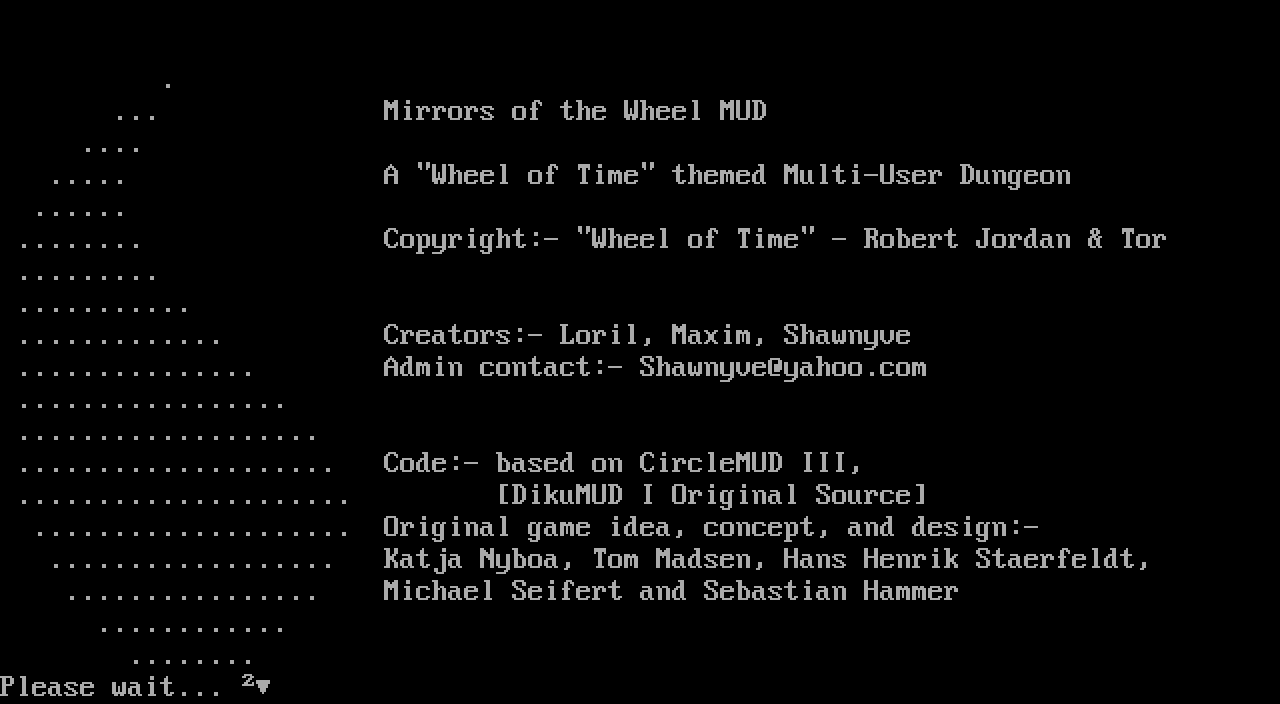 Mirrors of the Wheel MUD
A "Wheel of Time" themed Multi-User Dungeon
Copyright:- "Wheel of Time" - Robert Jordan & Tor
Creators:- Loril, Maxim, Shawnyve
Admin contact:- Shawnyve@yahoo.com
Code:- based on CircleMUD III,
[DikuMUD I Original Source]
Original game idea, concept, and design:-
Katja Nyboa, Tom Madsen, Hans Henrik Staerfeldt,
Michael Seifert and Sebastian Hammer
Please wait... ²▼